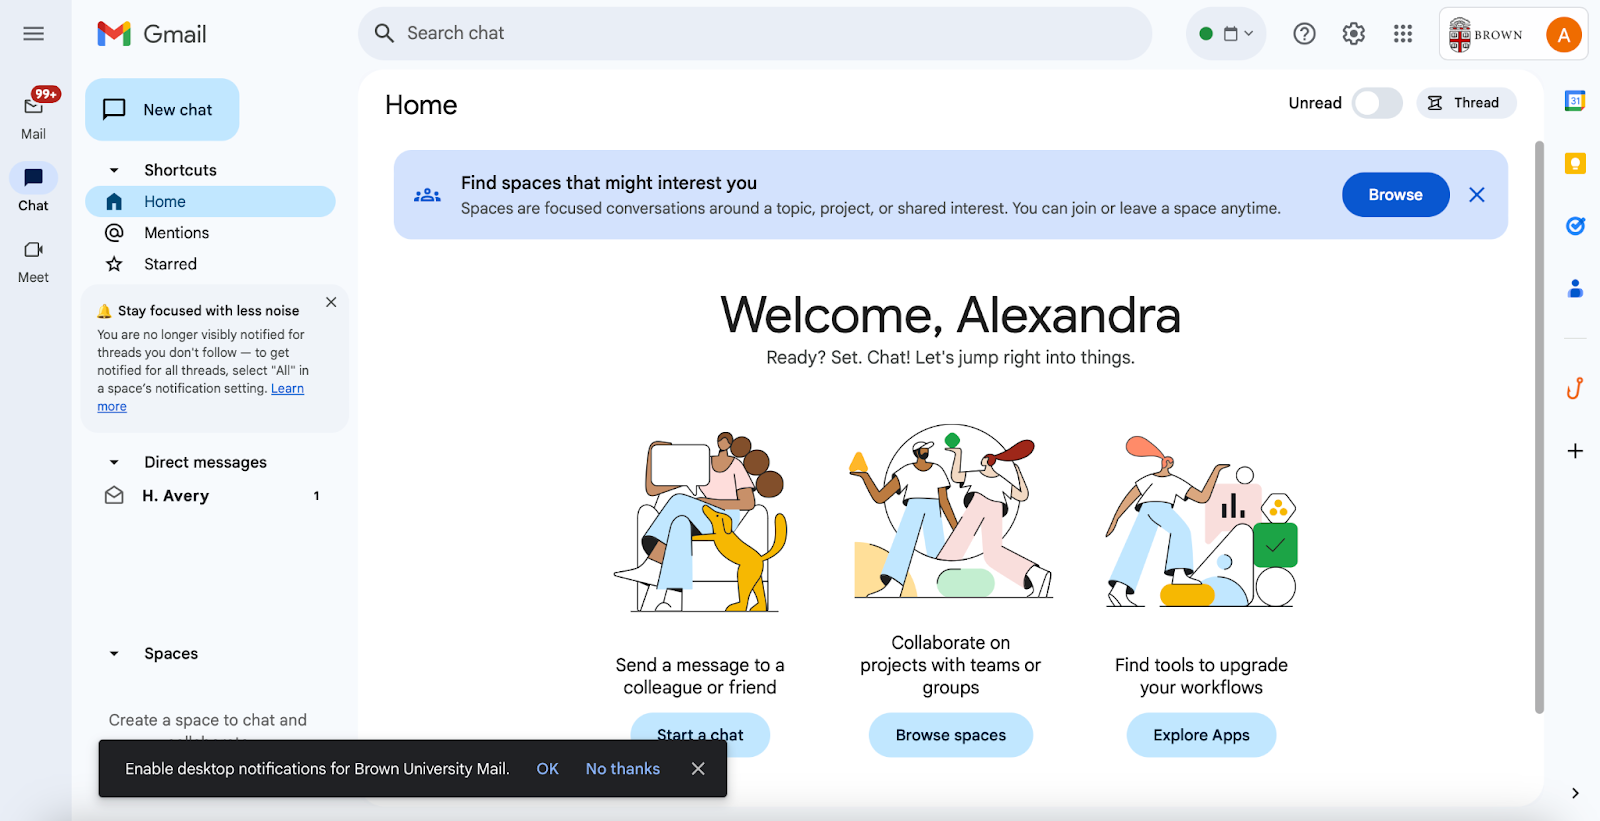 Gmail
Search chat
BROWN
A
99+
Mail
Chat
Meet
New chat
Shortcuts
Home
Mentions
Starred
🔔 Stay focused with less noise
You are no longer visibly notified for
threads you don't follow — to get
notified for all threads, select "All" in
a space's notification setting. Learn
more
Direct messages
H. Avery 1
Spaces
Create a space to chat and
Home
Unread
Thread
Find spaces that might interest you
Spaces are focused conversations around a topic, project, or shared interest. You can join or leave a space anytime.
Browse
Welcome, Alexandra
Ready? Set. Chat! Let's jump right into things.
Send a message to a
colleague or friend
Start a chat
Collaborate on
projects with teams or
groups
Browse spaces
Find tools to upgrade
your workflows
Explore Apps
Enable desktop notifications for Brown University Mail. OK No thanks
31